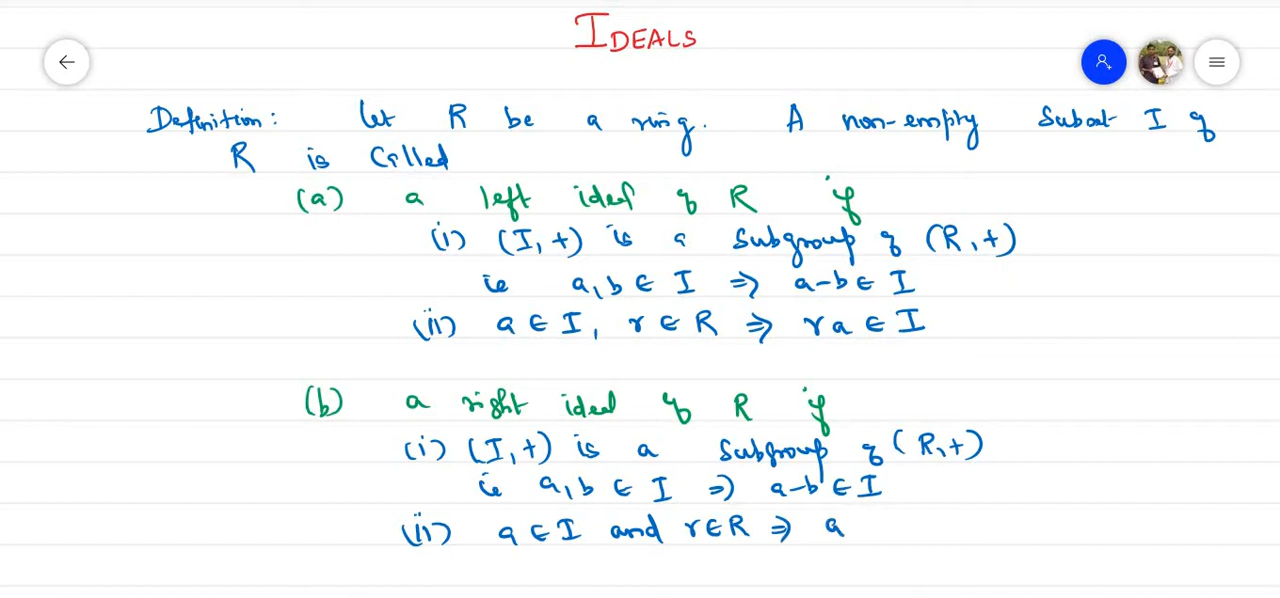 IDEALS
Definition: Let R be a ring. A non-empty Subset I of
R is Called
(a) a left ideal of R if
(i) (I, +) is a Subgroup of (R, +)
ie a, b ∈ I ⇒ a-b ∈ I
(ii) a ∈ I, r ∈ R ⇒ ra ∈ I
(b) a right ideal of R if
(i) (I, +) is a Subgroup of (R, +)
ie a, b ∈ I ⇒ a-b ∈ I
(ii) a ∈ I and r ∈ R ⇒ a